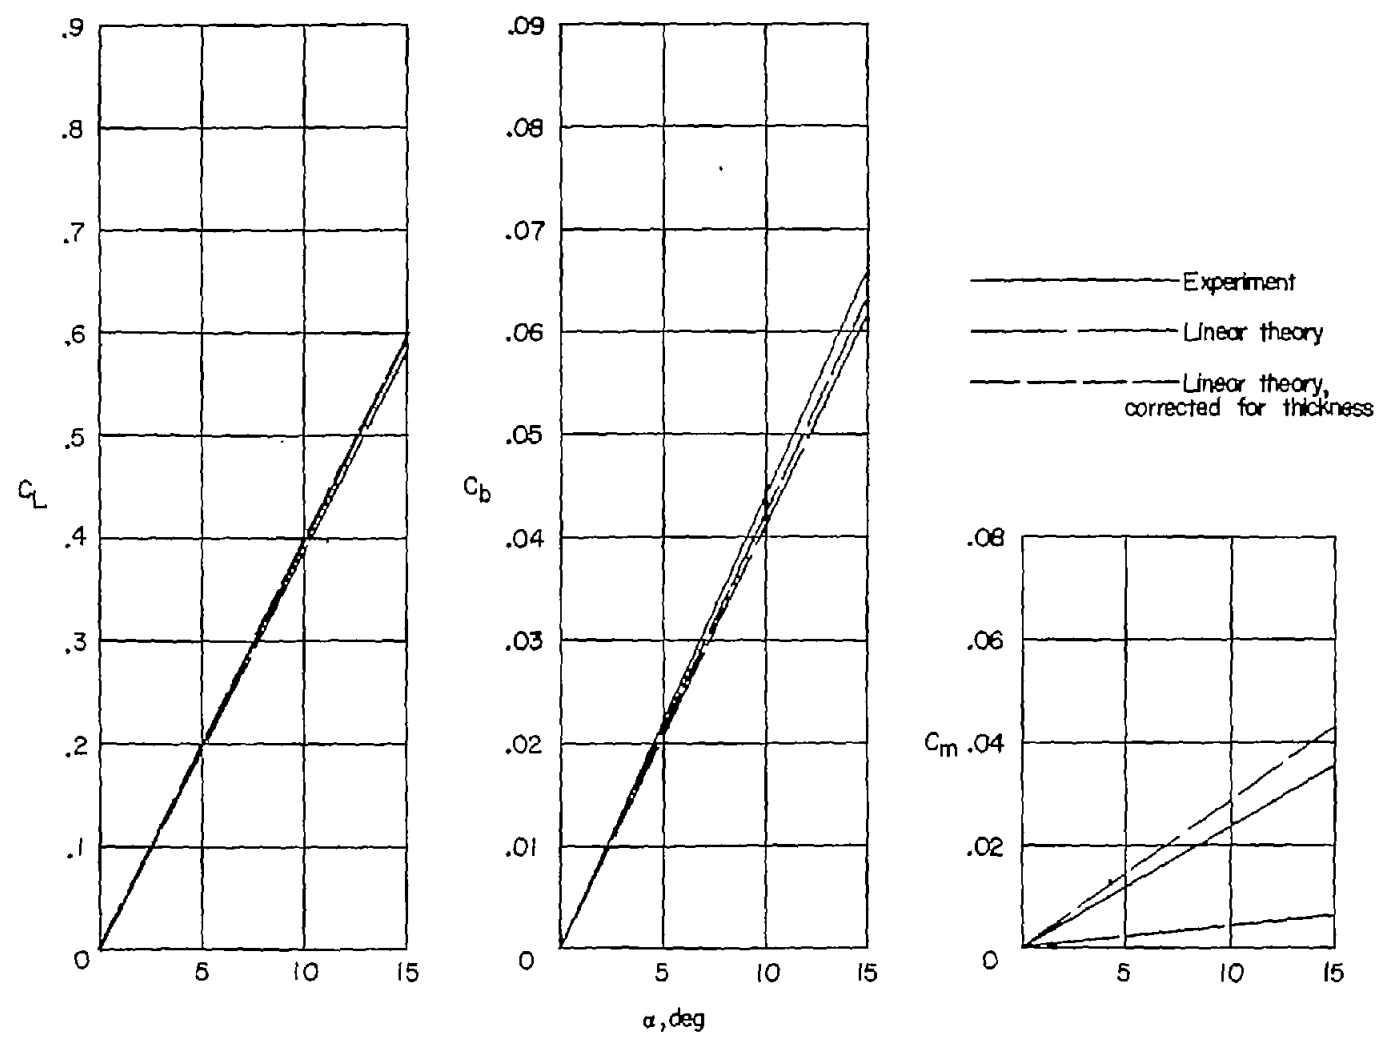 .9
.8
.7
.6
.5
.4
.3
.2
.1
0
C_L
5 10 15
.09
.08
.07
.06
.05
.04
.03
.02
.01
0
C_b
5 10 15
α, deg
Experiment
Linear theory
Linear theory,
corrected for thickness
.08
.06
C_m .04
.02
0
5 10 15